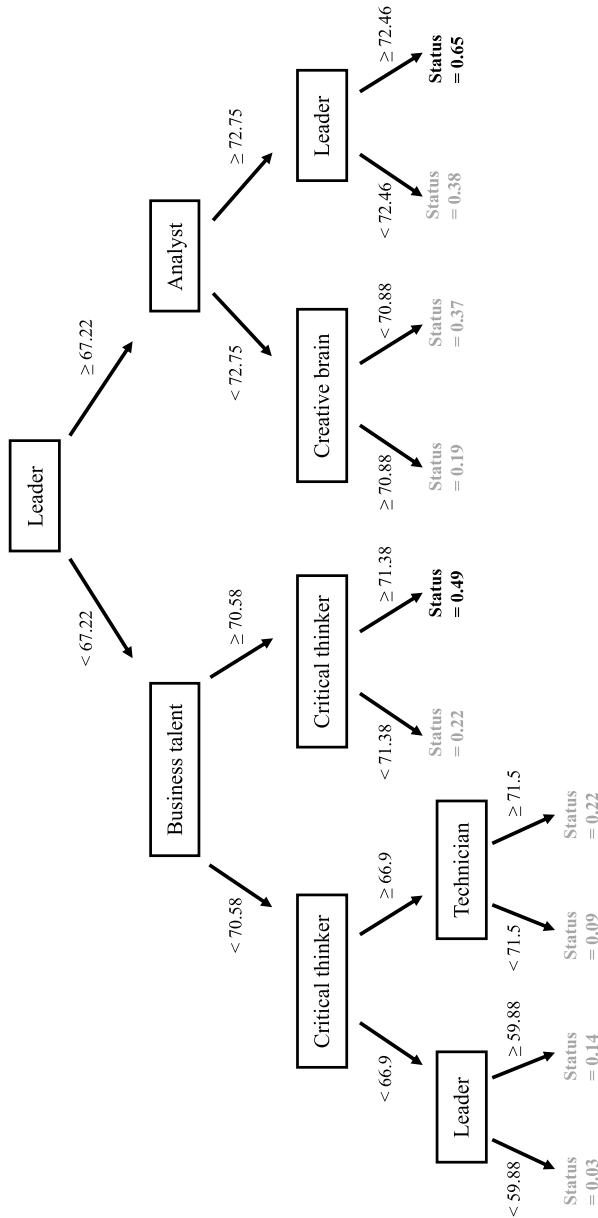 Leader
< 67.22
≥ 67.22
Business talent
Analyst
< 70.58
≥ 70.58
< 72.75
≥ 72.75
Critical thinker
Critical thinker
Creative brain
Leader
< 66.9
≥ 66.9
< 71.38
≥ 71.38
≥ 70.88
< 70.88
< 72.46
≥ 72.46
Leader
Technician
Status
= 0.22
Status
= 0.49
Status
= 0.19
Status
= 0.37
Status
= 0.38
Status
= 0.65
< 59.88
≥ 59.88
< 71.5
≥ 71.5
Status
= 0.03
Status
= 0.14
Status
= 0.09
Status
= 0.22